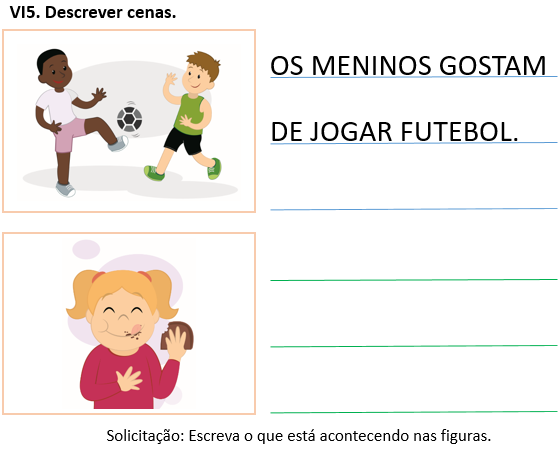 VI5. Descrever cenas.
OS MENINOS GOSTAM
DE JOGAR FUTEBOL.
Solicitação: Escreva o que está acontecendo nas figuras.